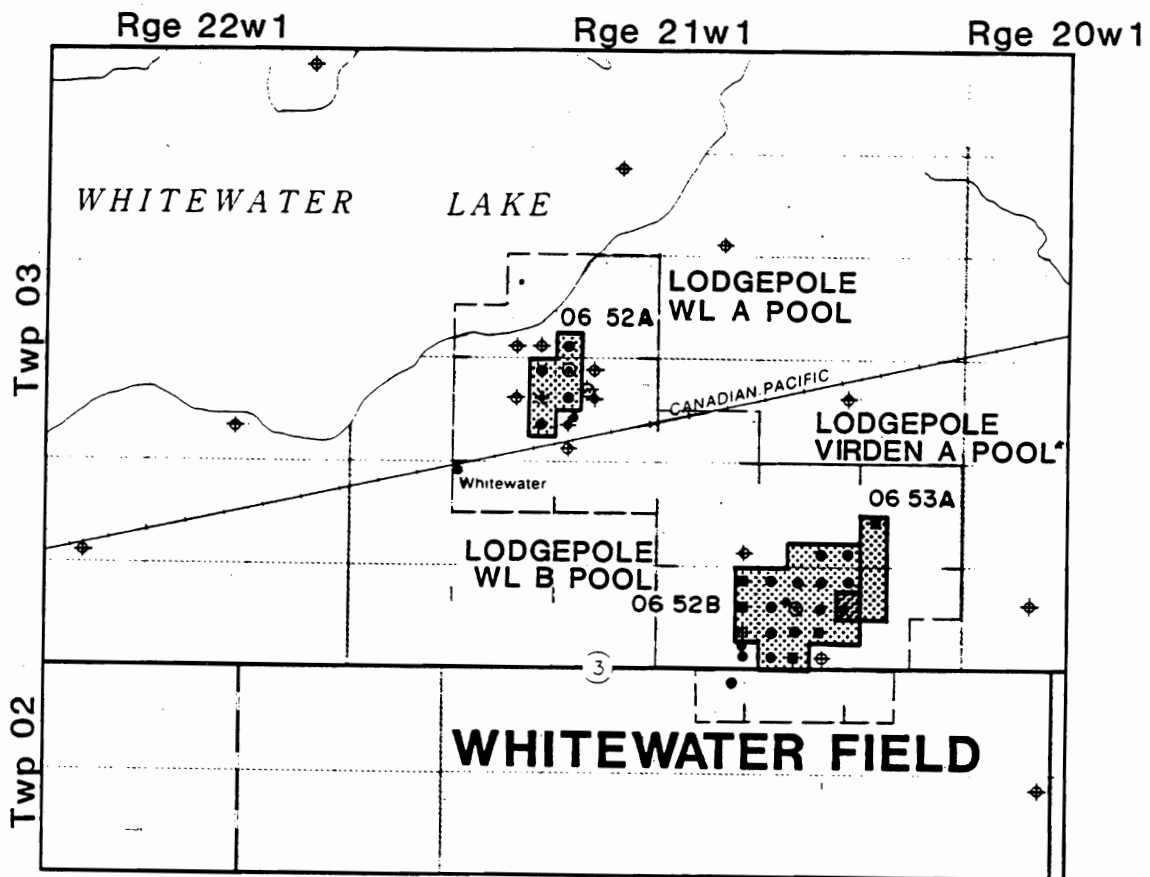 Rge 22w1
Rge 21w1
Rge 20w1
WHITEWATER LAKE
Twp 03
LODGEPOLE
WL A POOL
06 52A
CANADIAN PACIFIC
LODGEPOLE
VIRDEN A POOL*
Whitewater
06 53A
LODGEPOLE
WL B POOL
06 52B
3
Twp 02
WHITEWATER FIELD